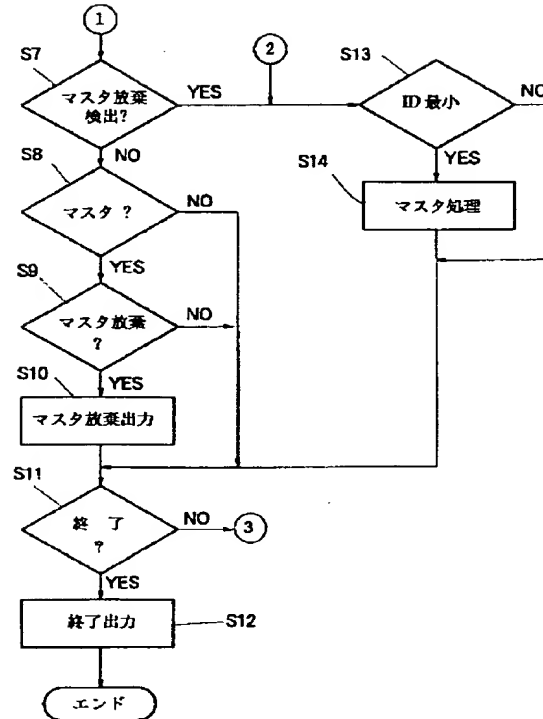 1
S7
マスタ放棄
検出?
YES
NO
2
S13
ID 最小
NO
YES
S14
マスタ処理
S8
マスタ ?
NO
YES
S9
マスタ放棄
?
NO
YES
S10
マスタ放棄出力
S11
終 了
?
NO
3
YES
終了出力
S12
エンド